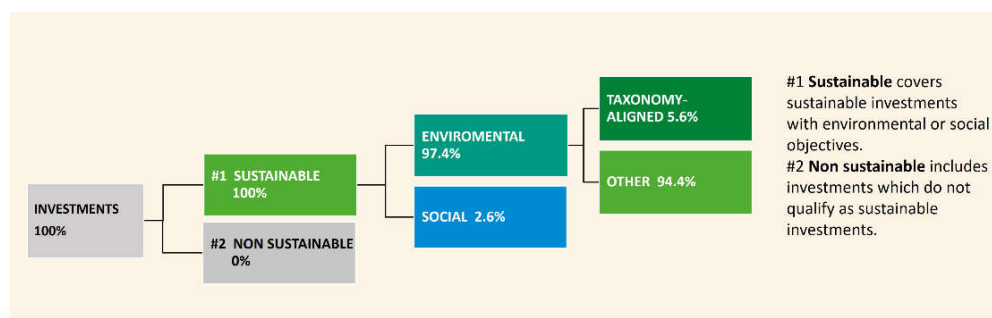 INVESTMENTS
100%
#1 SUSTAINABLE
100%
#2 NON SUSTAINABLE
0%
ENVIROMENTAL
97.4%
SOCIAL 2.6%
TAXONOMY-
ALIGNED 5.6%
OTHER 94.4%
#1 Sustainable covers
sustainable investments
with environmental or social
objectives.
#2 Non sustainable includes
investments which do not
qualify as sustainable
investments.